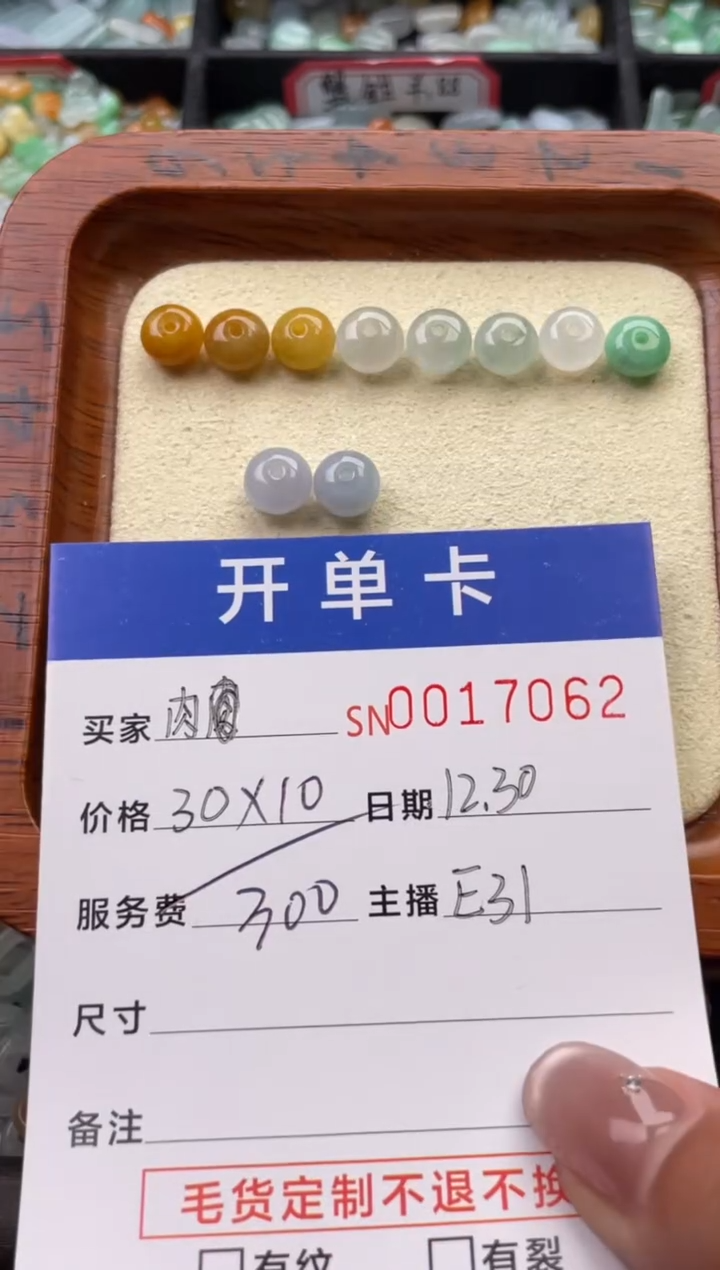 开单卡
买家 肉 SN0017062
价格 30X10 日期 12.30
服务费 300 主播 E31
尺寸
备注
毛货定制不退不换
□有纹 □有裂